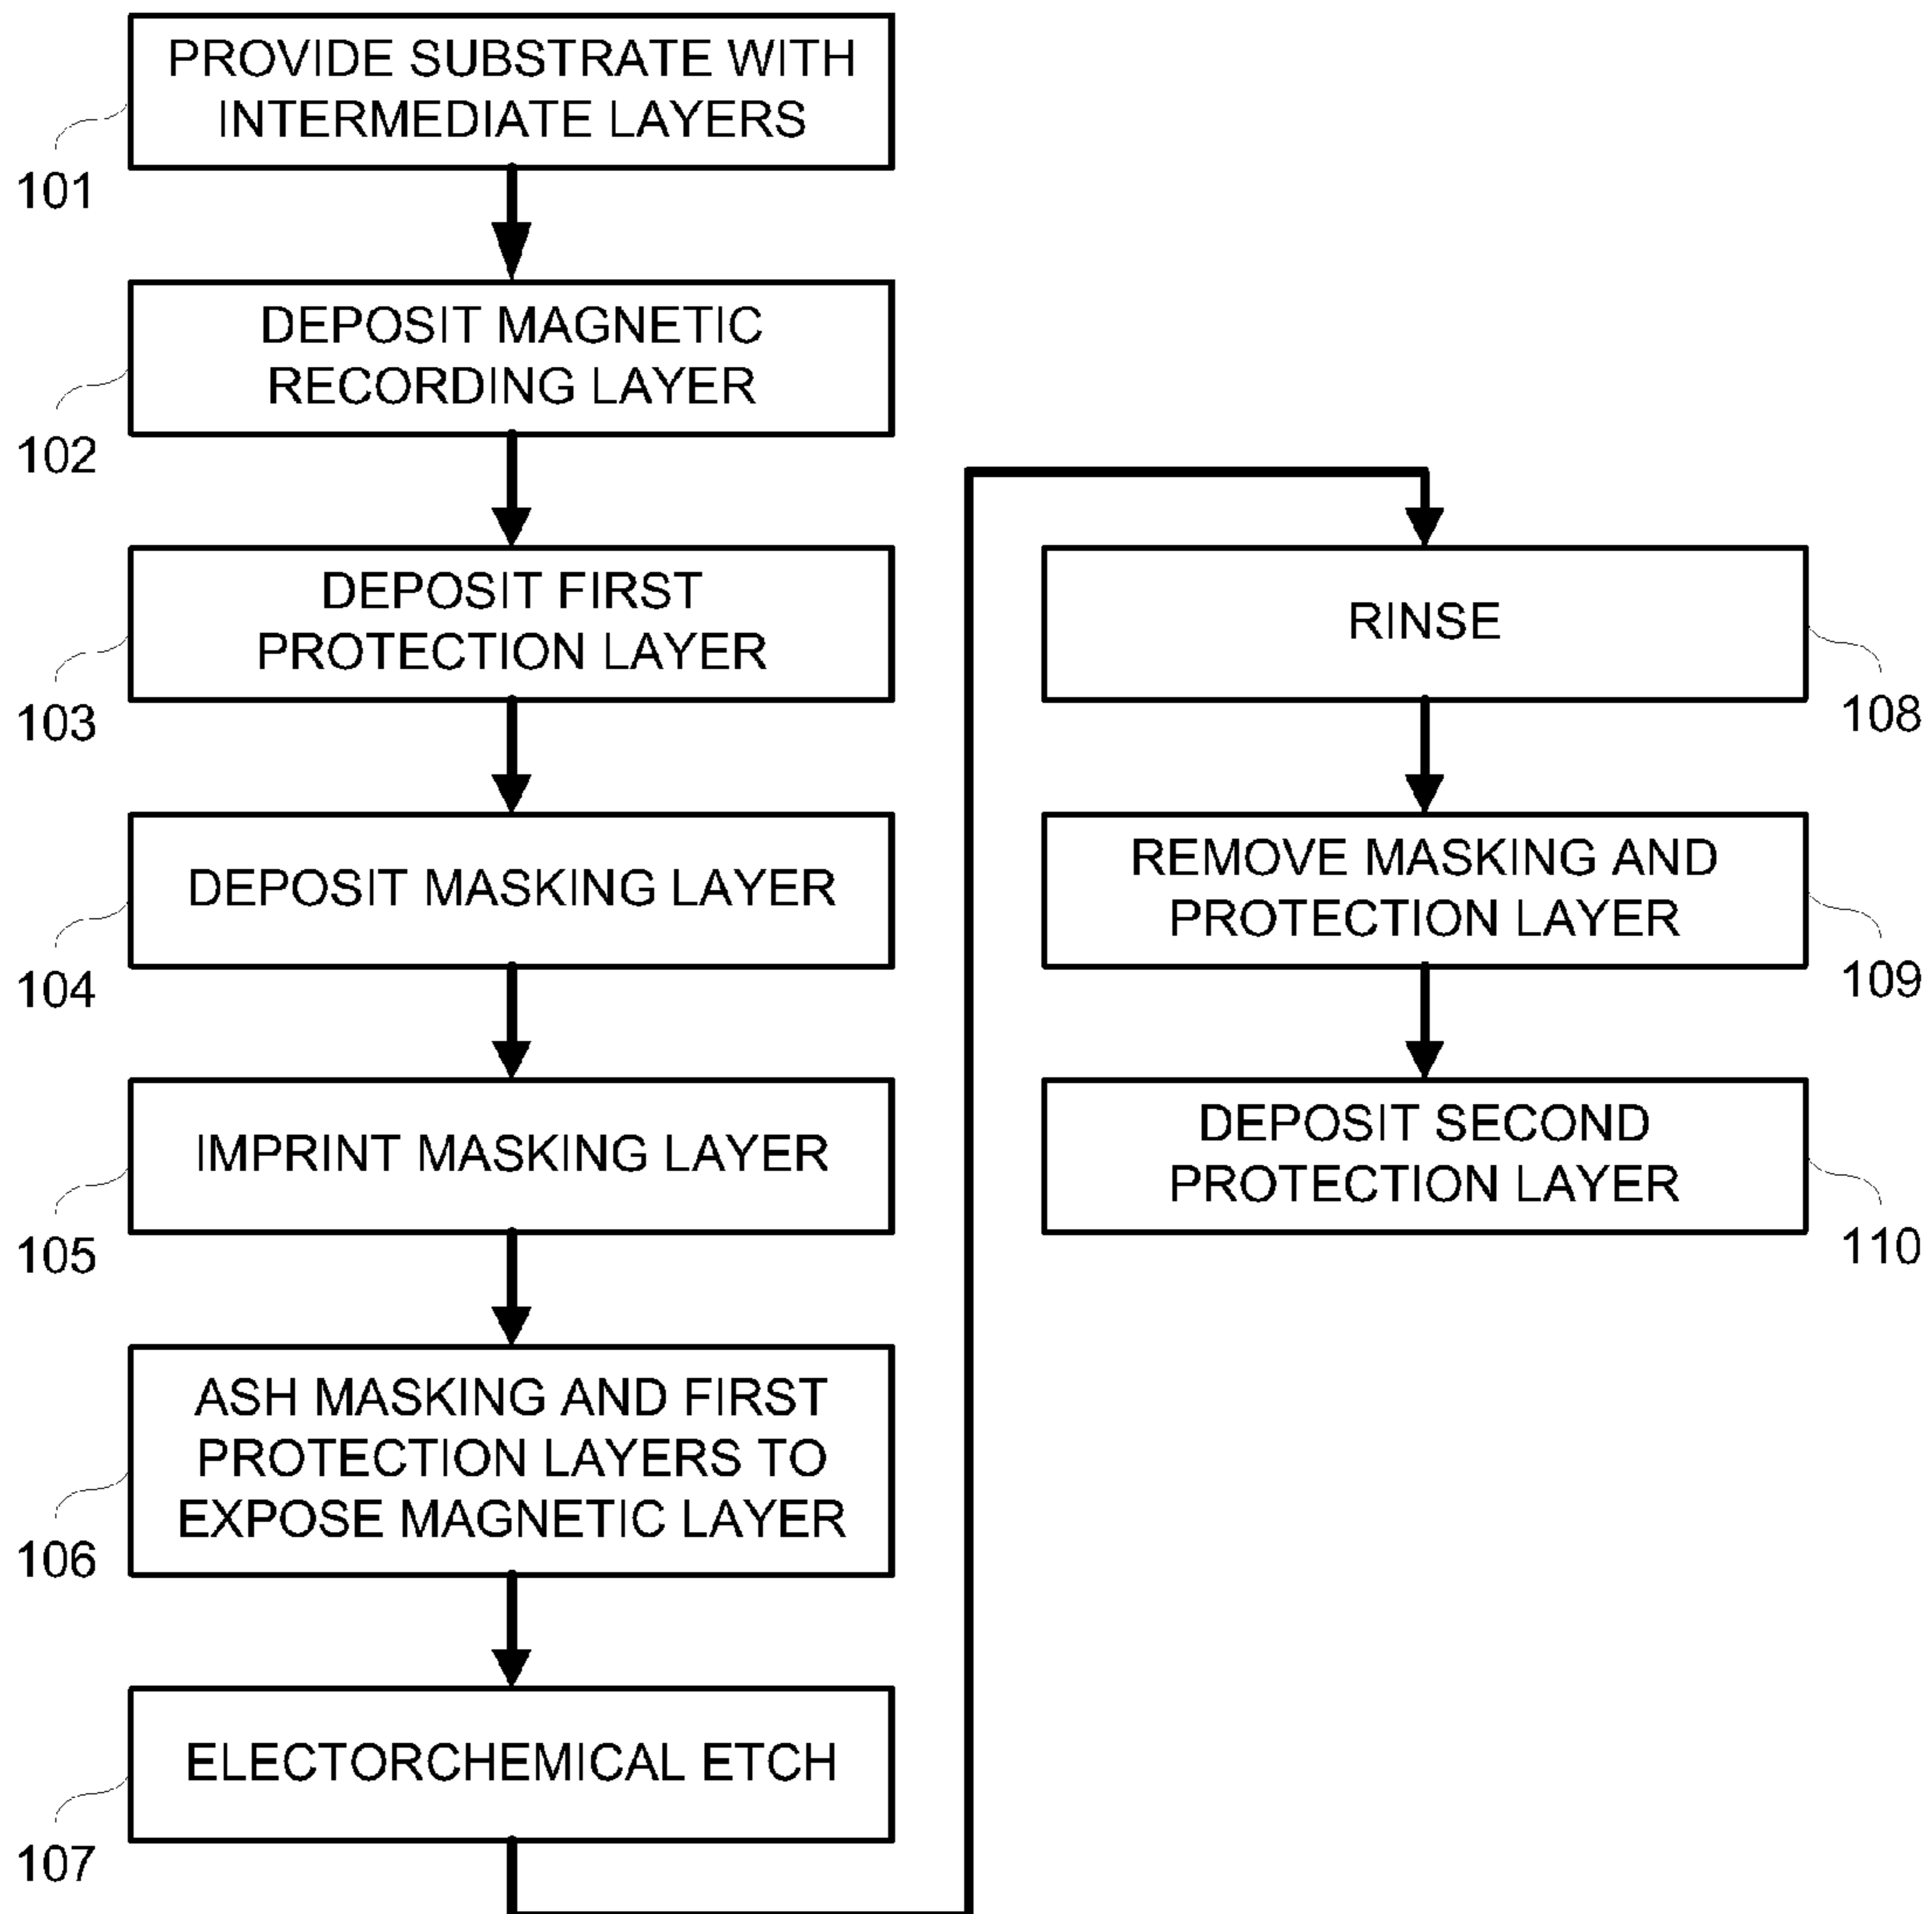 PROVIDE SUBSTRATE WITH
INTERMEDIATE LAYERS
101
DEPOSIT MAGNETIC
RECORDING LAYER
102
DEPOSIT FIRST
PROTECTION LAYER
103
DEPOSIT MASKING LAYER
104
IMPRINT MASKING LAYER
105
ASH MASKING AND FIRST
PROTECTION LAYERS TO
EXPOSE MAGNETIC LAYER
106
ELECTORCHEMICAL ETCH
107
RINSE
108
REMOVE MASKING AND
PROTECTION LAYER
109
DEPOSIT SECOND
PROTECTION LAYER
110